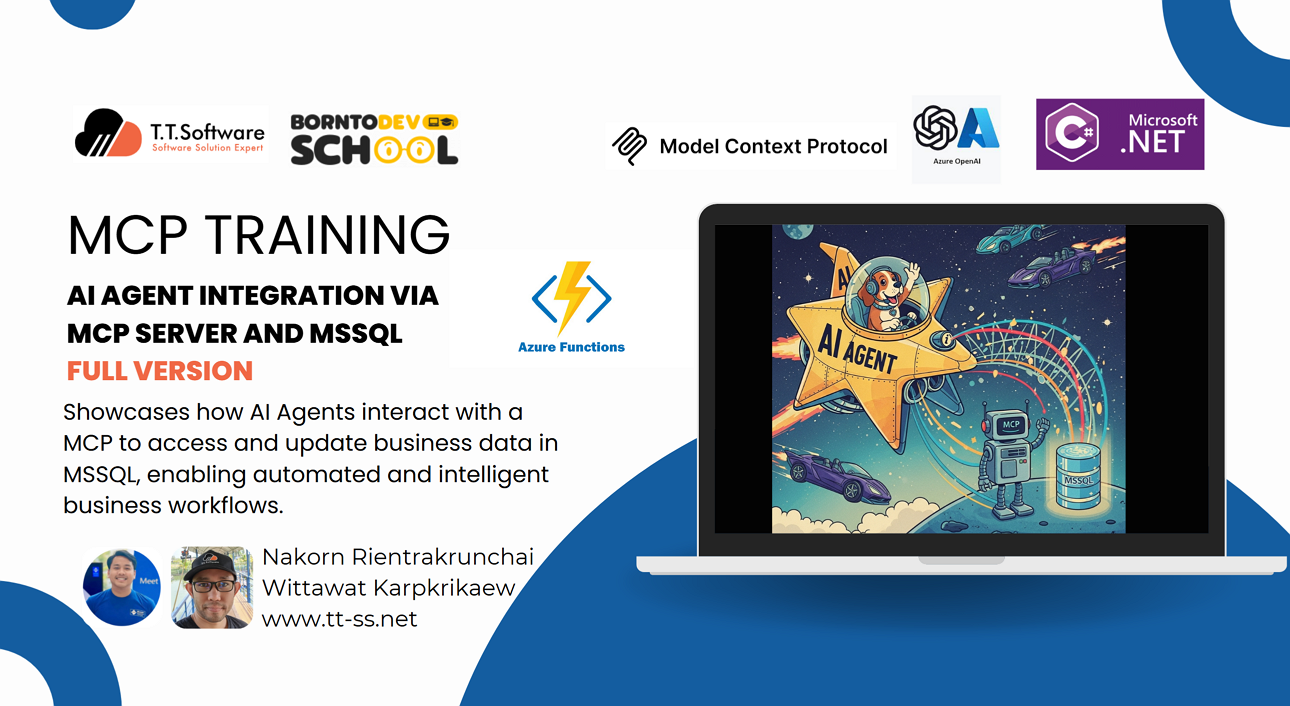 T.T.Software
Software Solution Expert
BORNTODEV
SCHOOL
Model Context Protocol
Azure OpenAI
C#
Microsoft
.NET
MCP TRAINING
AI AGENT INTEGRATION VIA
MCP SERVER AND MSSQL
FULL VERSION
Azure Functions
Showcases how AI Agents interact with a
MCP to access and update business data in
MSSQL, enabling automated and intelligent
business workflows.
Nakorn Rientrakrunchai
Wittawat Karpkrikaew
www.tt-ss.net
Meet
AI
AI AGENT
i
MCP
MSSQL